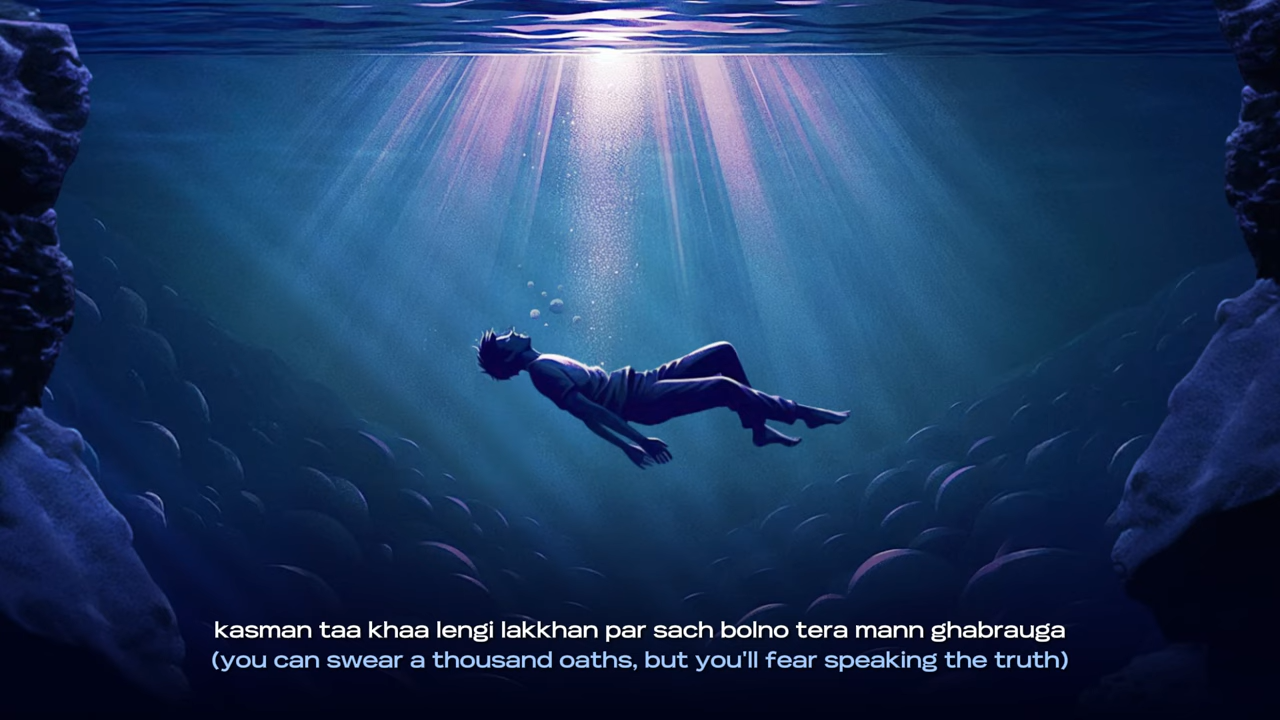 kasman taa khaa lengi lakkhan par sach bolno tera mann ghabrauga
(you can swear a thousand oaths, but you'll fear speaking the truth)